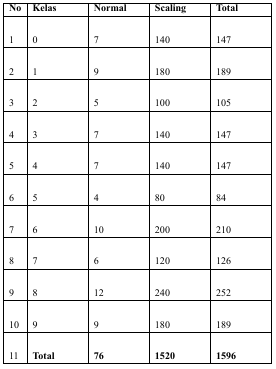 No Kelas Normal Scaling Total
1 0 7 140 147
2 1 9 180 189
3 2 5 100 105
4 3 7 140 147
5 4 7 140 147
6 5 4 80 84
7 6 10 200 210
8 7 6 120 126
9 8 12 240 252
10 9 9 180 189
11 Total 76 1520 1596